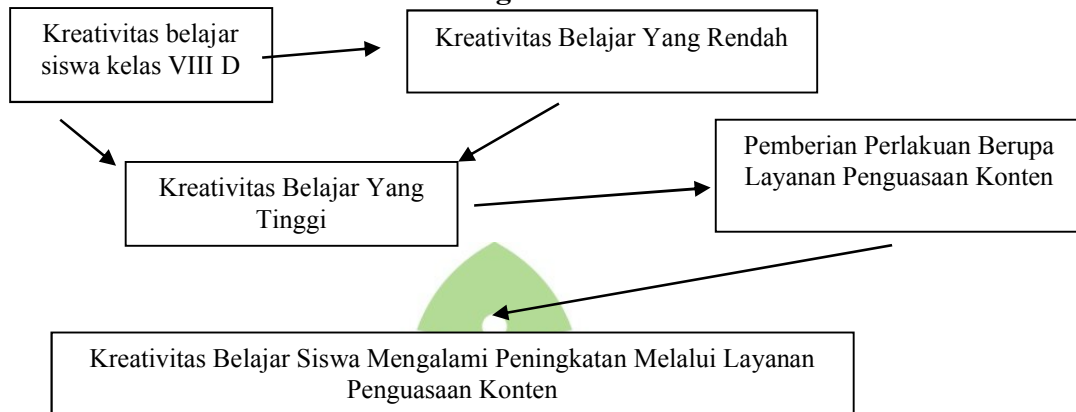 Kreativitas belajar
siswa kelas VIII D
Kreativitas Belajar Yang Rendah
Kreativitas Belajar Yang
Tinggi
Pemberian Perlakuan Berupa
Layanan Penguasaan Konten
Kreativitas Belajar Siswa Mengalami Peningkatan Melalui Layanan
Penguasaan Konten